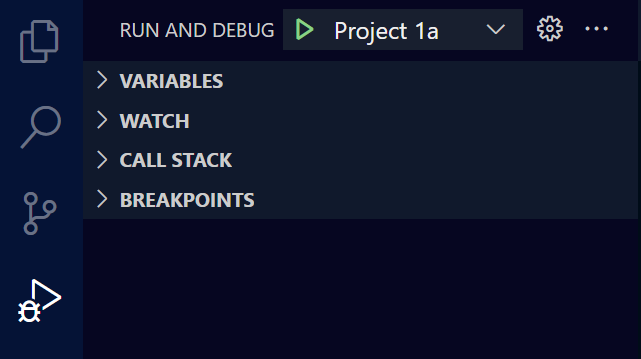 RUN AND DEBUG Project 1a
VARIABLES
WATCH
CALL STACK
BREAKPOINTS